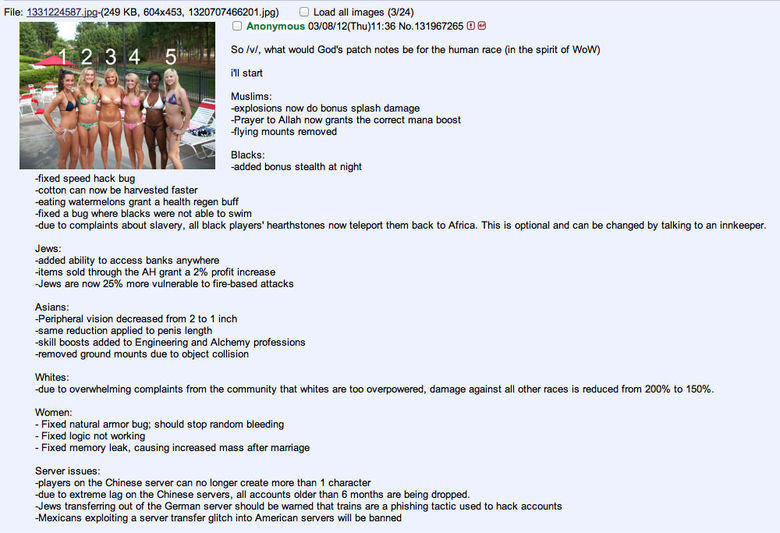 File: 1331224587.jpg-(249 KB, 604x453, 1320707466201.jpg) Load all images (3/24)
1 2 3 4 5
Anonymous 03/08/12(Thu)11:36 No.131967265
So /v/, what would God's patch notes be for the human race (in the spirit of WoW)
i'll start
Muslims:
-explosions now do bonus splash damage
-Prayer to Allah now grants the correct mana boost
-flying mounts removed
Blacks:
-added bonus stealth at night
-fixed speed hack bug
-cotton can now be harvested faster
-eating watermelons grant a health regen buff
-fixed a bug where blacks were not able to swim
-due to complaints about slavery, all black players' hearthstones now teleport them back to Africa. This is optional and can be changed by talking to an innkeeper.
Jews:
-added ability to access banks anywhere
-items sold through the AH grant a 2% profit increase
-Jews are now 25% more vulnerable to fire-based attacks
Asians:
-Peripheral vision decreased from 2 to 1 inch
-same reduction applied to penis length
-skill boosts added to Engineering and Alchemy professions
-removed ground mounts due to object collision
Whites:
-due to overwhelming complaints from the community that whites are too overpowered, damage against all other races is reduced from 200% to 150%.
Women:
- Fixed natural armor bug; should stop random bleeding
- Fixed logic not working
- Fixed memory leak, causing increased mass after marriage
Server issues:
-players on the Chinese server can no longer create more than 1 character
-due to extreme lag on the Chinese servers, all accounts older than 6 months are being dropped.
-Jews transferring out of the German server should be warned that trains are a phishing tactic used to hack accounts
-Mexicans exploiting a server transfer glitch into American servers will be banned